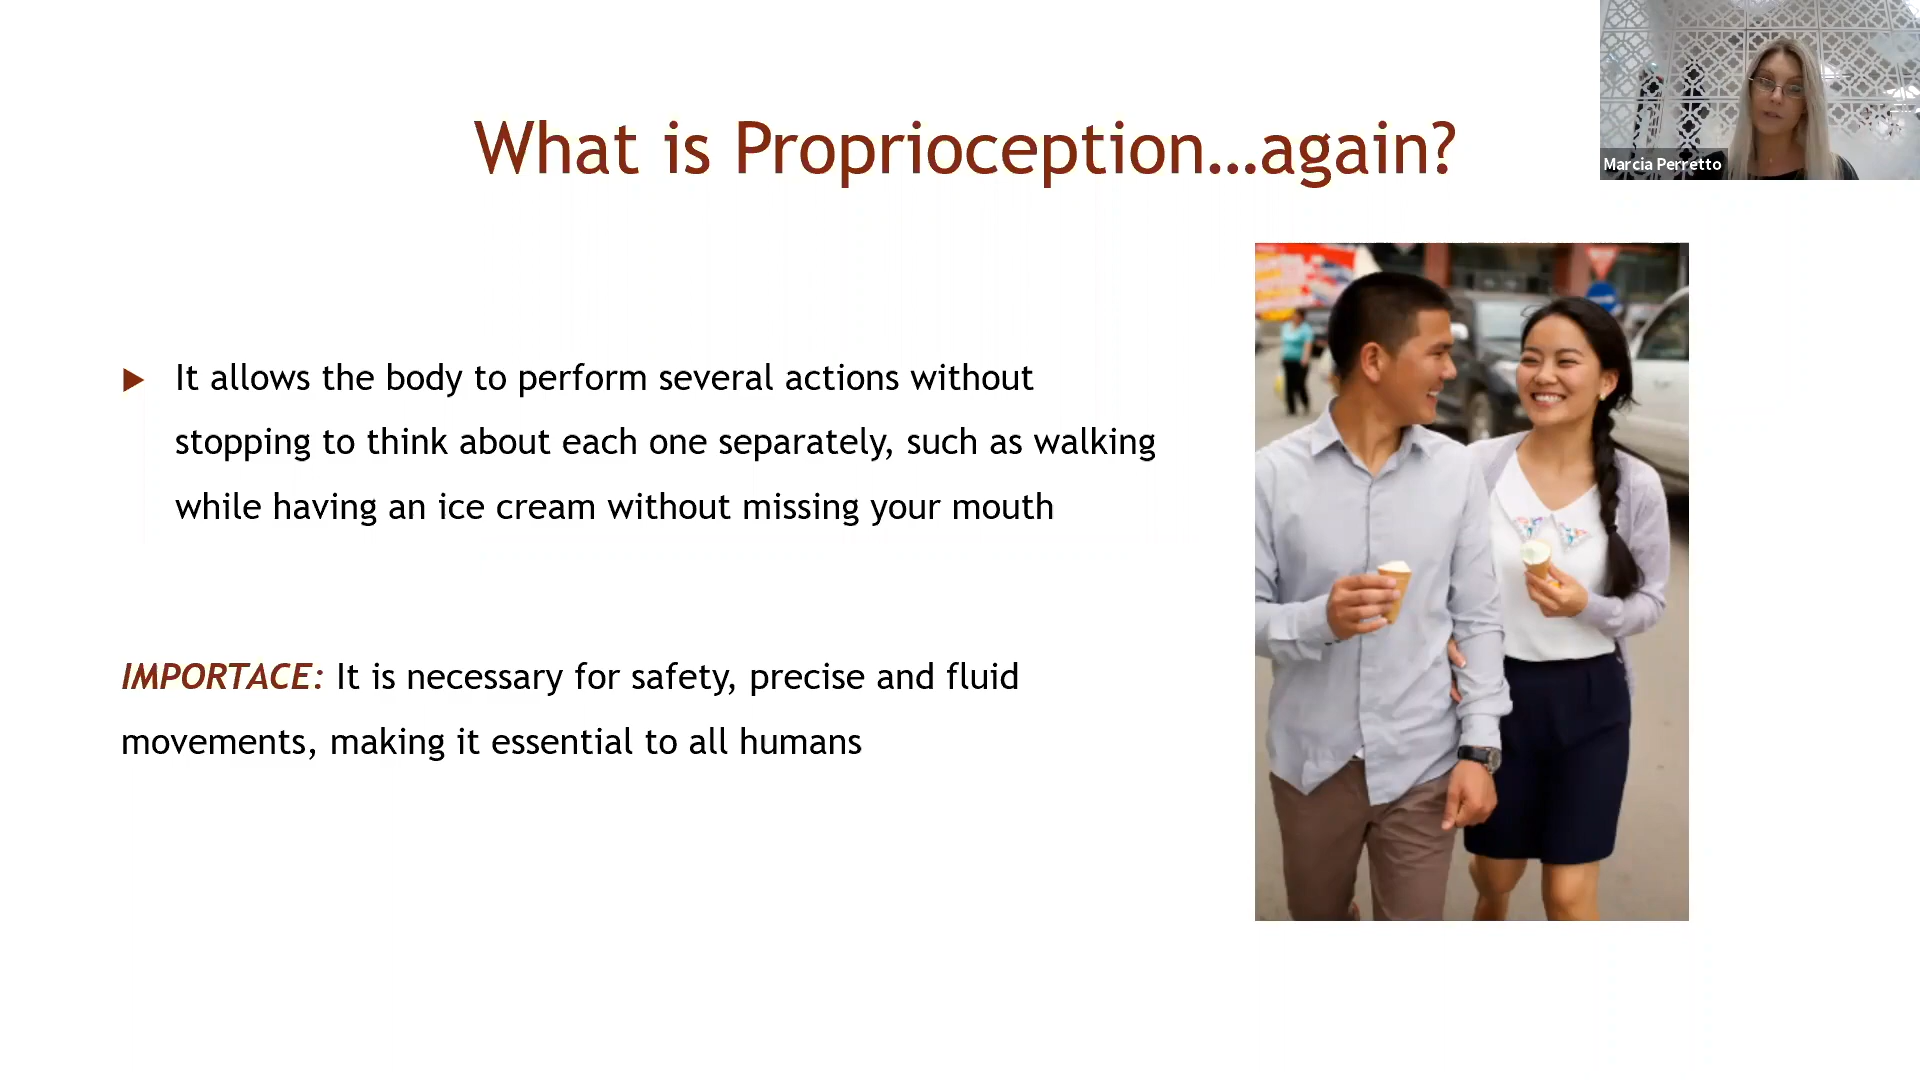 What is Proprioception...again?
Marcia Perretto
It allows the body to perform several actions without
stopping to think about each one separately, such as walking
while having an ice cream without missing your mouth
IMPORTACE: It is necessary for safety, precise and fluid
movements, making it essential to all humans